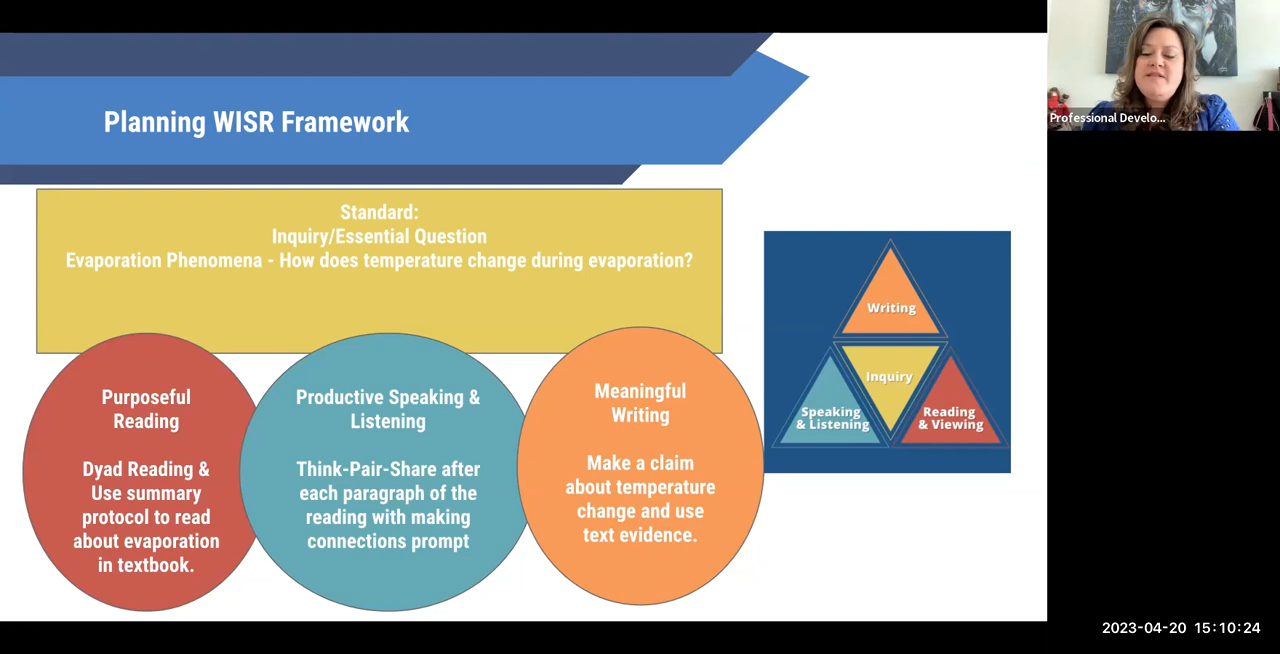 Planning WISR Framework
Standard:
Inquiry/Essential Question
Evaporation Phenomena - How does temperature change during evaporation?
Purposeful
Reading
Dyad Reading &
Use summary
protocol to read
about evaporation
in textbook.
Productive Speaking &
Listening
Think-Pair-Share after
each paragraph of the
reading with making
connections prompt
Meaningful
Writing
Make a claim
about temperature
change and use
text evidence.
Writing
Inquiry
Speaking
& Listening
Reading
& Viewing
Professional Develo...
2023-04-20 15:10:24